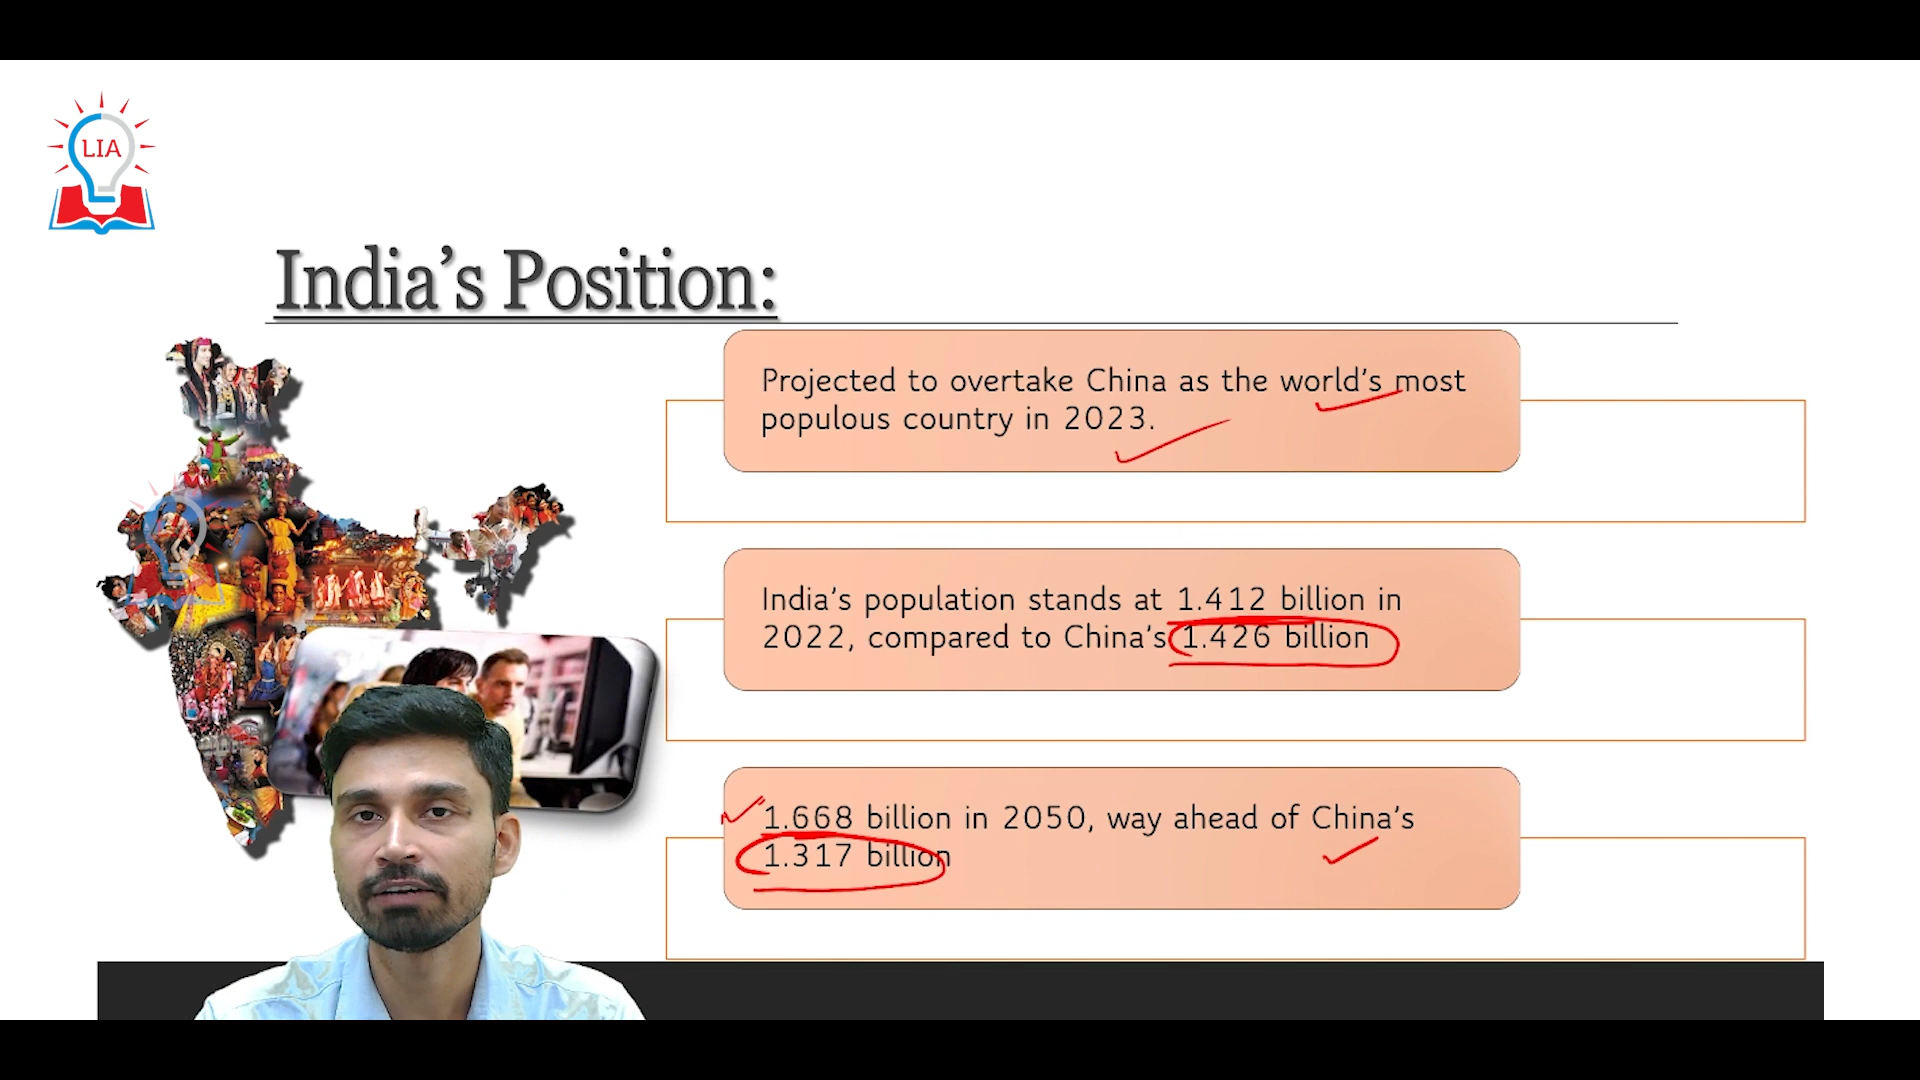 LIA
India's Position:
Projected to overtake China as the world's most
populous country in 2023.
India's population stands at 1.412 billion in
2022, compared to China's 1.426 billion
1.668 billion in 2050, way ahead of China's
1.317 billion